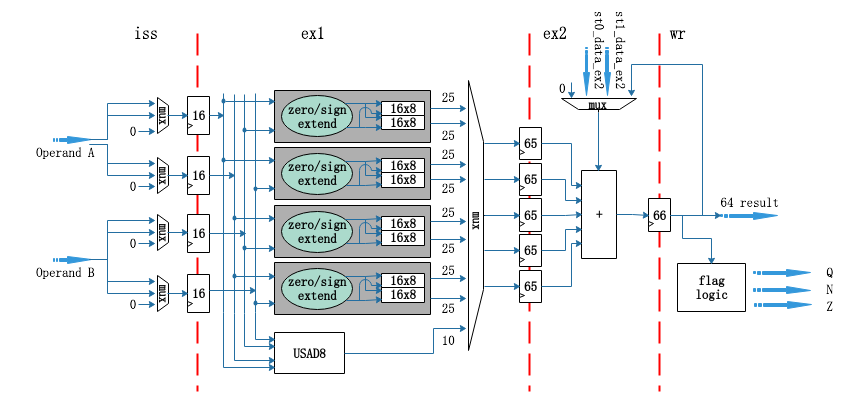 iss
ex1
ex2
wr
st0_data_ex2
st1_data_ex2
0
mux
Operand A
mux
0
16
mux
0
16
Operand B
mux
0
16
mux
0
16
zero/sign
extend
16x8
16x8
25
25
zero/sign
extend
16x8
16x8
25
25
zero/sign
extend
16x8
16x8
25
25
zero/sign
extend
16x8
16x8
25
25
USAD8
10
mux
65
65
65
65
65
+
66
64 result
flag
logic
Q
N
Z